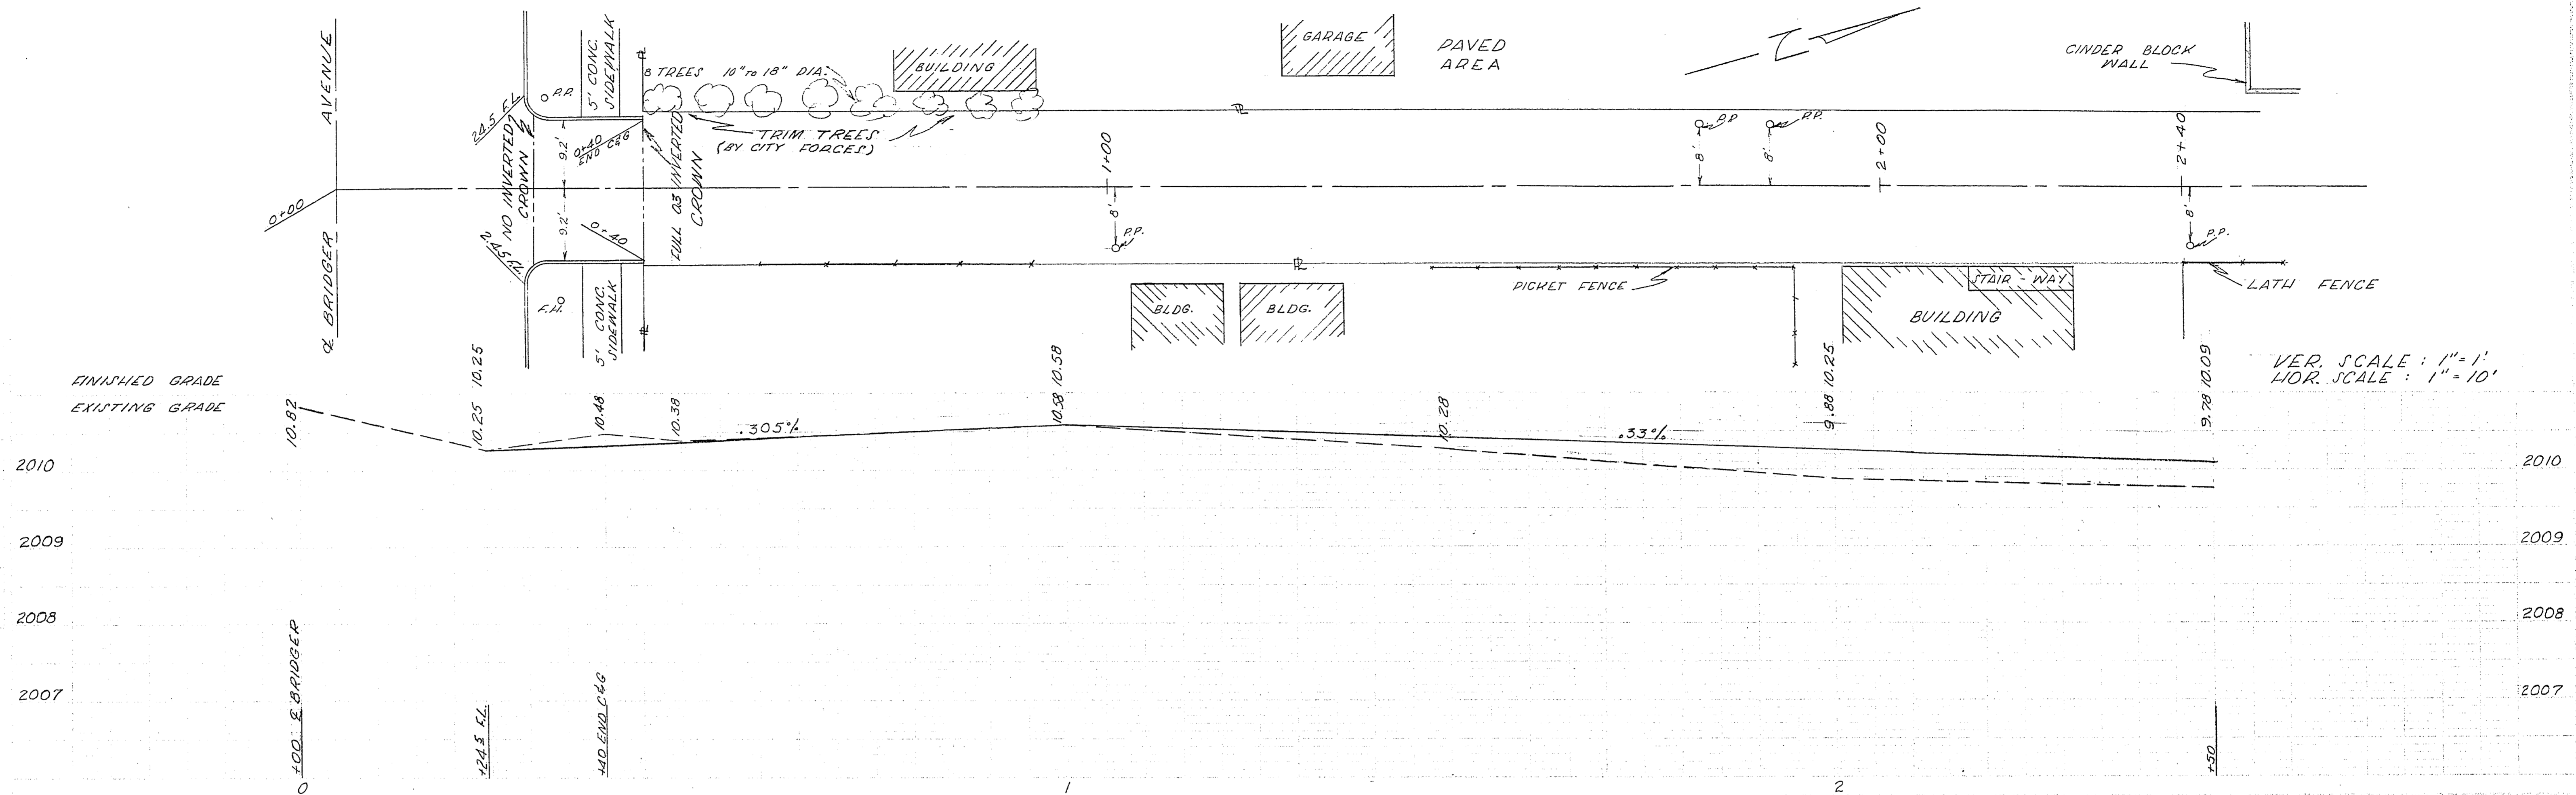 ℄ BRIDGER AVENUE
0+00
24.5 F.L.
NO INVERTED
CROWN
24.5 F.L.
P.P.
5' CONC.
SIDEWALK
9.2'
9.2'
0+40
END C&G
0+40
F.H.
5' CONC.
SIDEWALK
℄
℄
8 TREES 10" TO 18" DIA.
BUILDING
TRIM TREES
(BY CITY FORCES)
FULL .03 INVERTED
CROWN
GARAGE
PAVED
AREA
℄
1+00
8'
P.P.
℄
BLDG.
BLDG.
P.P.
8'
P.P.
8'
2+00
2+40
8'
P.P.
CINDER BLOCK
WALL
PICKET FENCE
STAIR-WAY
BUILDING
LATH FENCE
VER. SCALE : 1"=1'
HOR. SCALE : 1"=10'
FINISHED GRADE
EXISTING GRADE
10.82
10.25 10.25
10.48
10.38
.305%
10.58 10.58
10.28
.33%
9.88 10.25
9.78 10.09
2010
2010
2009
2009
2008
2008
2007
2007
+00 ℄ BRIDGER
+24.5 F.L.
+40 END C&G
+50
0
1
2